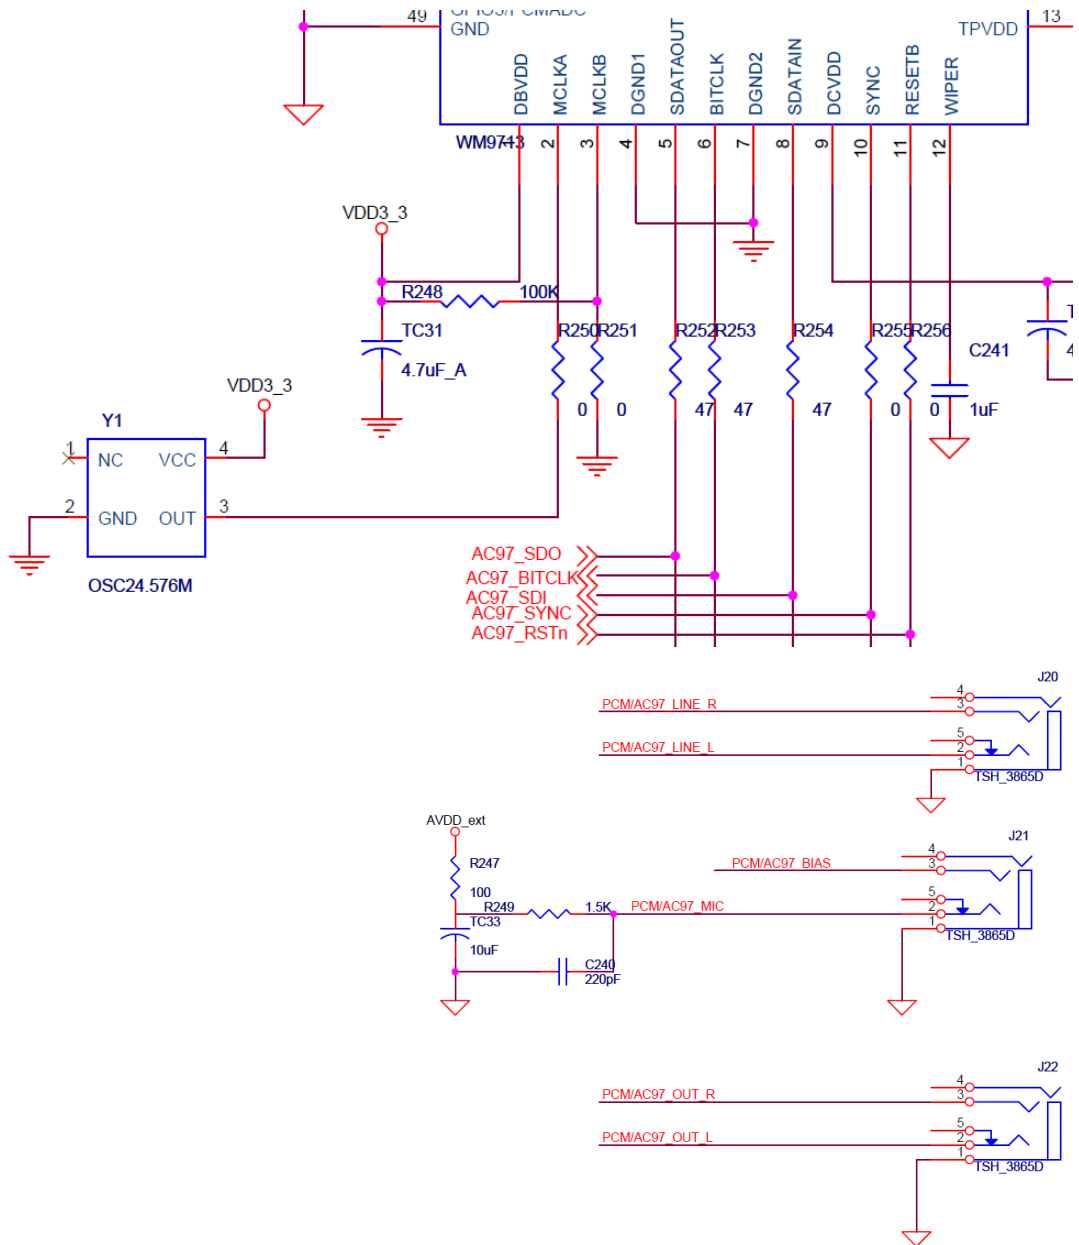 49
GPIO5/PCMADC
GND
TPVDD
13
DBVDD
MCLKA
MCLKB
DGND1
SDATAOUT
BITCLK
DGND2
SDATAIN
DCVDD
SYNC
RESETB
WIPER
WM9713
1
2
3
4
5
6
7
8
9
10
11
12
VDD3_3
R248
100K
TC31
4.7uF_A
R250
R251
R252
R253
R254
R255
R256
C241
T
4
0
0
47
47
47
0
0
1uF
VDD3_3
Y1
1
NC
VCC
4
2
GND
OUT
3
OSC24.576M
AC97_SDO
AC97_BITCLK
AC97_SDI
AC97_SYNC
AC97_RSTn
J20
PCM/AC97_LINE_R
4
3
PCM/AC97_LINE_L
5
2
1
TSH_3865D
AVDD_ext
R247
100
R249
1.5K
TC33
10uF
C240
220pF
J21
PCM/AC97_BIAS
4
3
PCM/AC97_MIC
5
2
1
TSH_3865D
J22
PCM/AC97_OUT_R
4
3
PCM/AC97_OUT_L
5
2
1
TSH_3865D